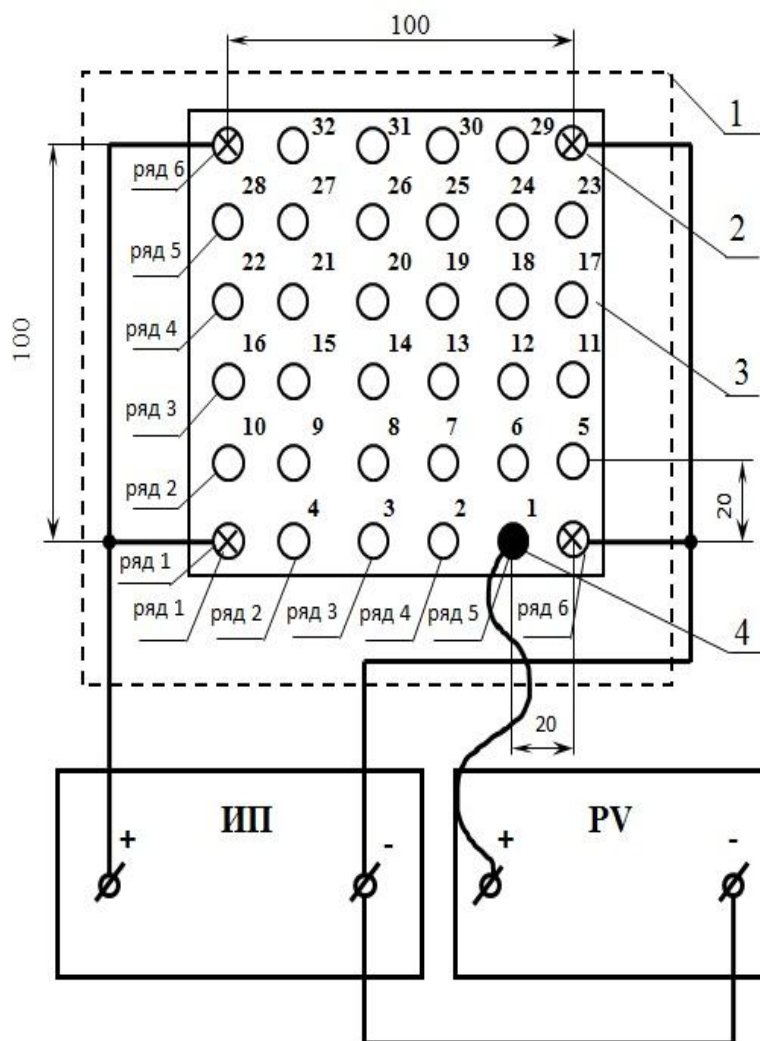 100
1
32 31 30 29
ряд 6
28 27 26 25 24 23
2
ряд 5
22 21 20 19 18 17
ряд 4
100
16 15 14 13 12 11
3
ряд 3
10 9 8 7 6 5
ряд 2
20
4 3 2 1
ряд 1
ряд 1 ряд 2 ряд 3 ряд 4 ряд 5 ряд 6
4
20
ИП PV
+ - + -